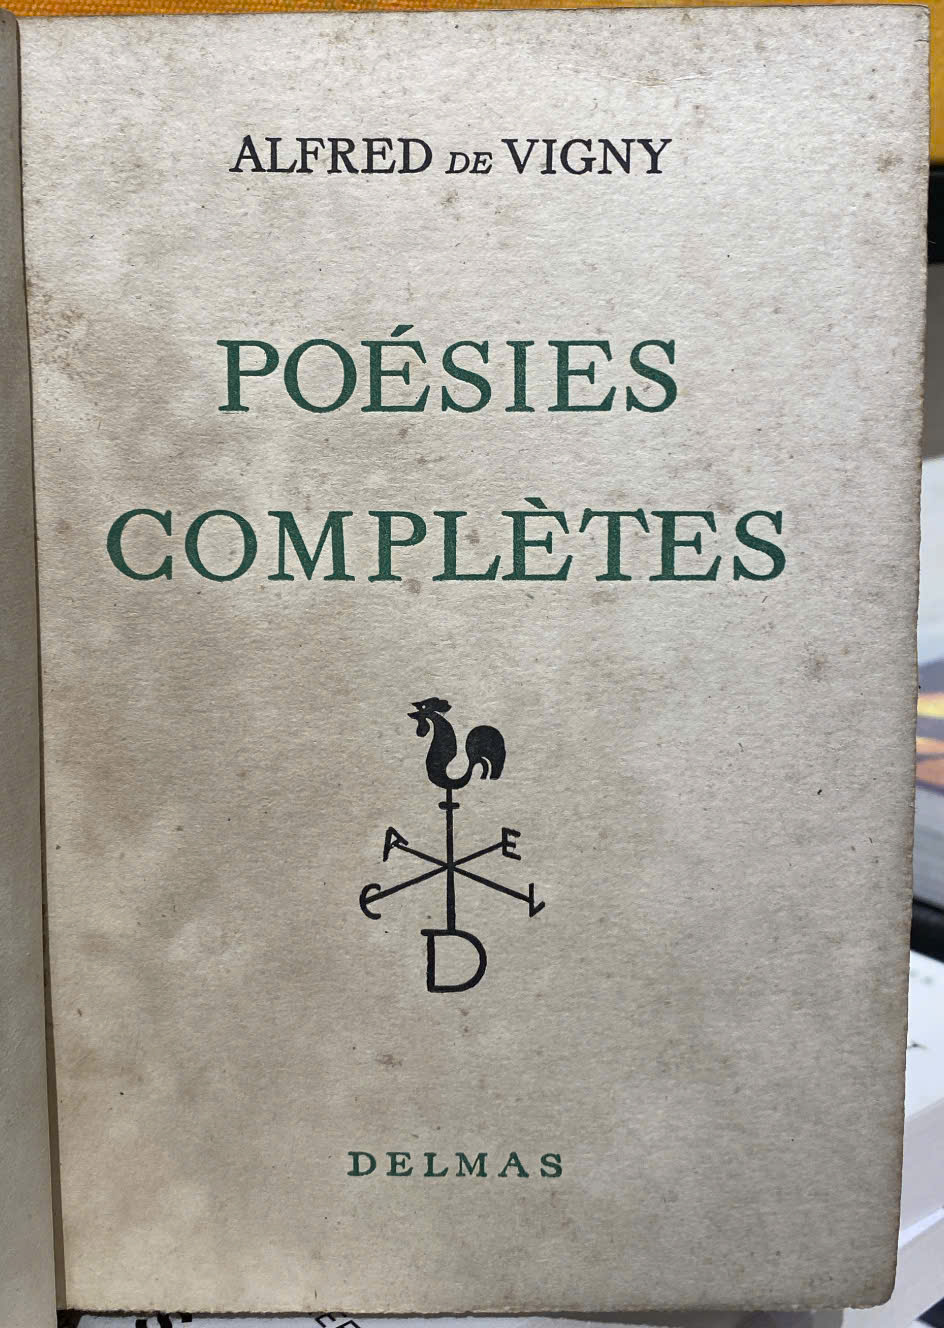 ALFRED DE VIGNY
POÉSIES
COMPLÈTES
A E
C L
D
DELMAS